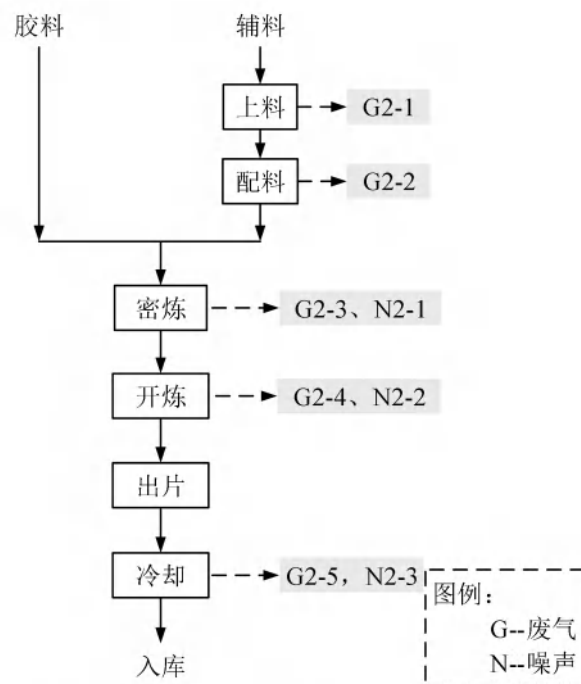 胶料 辅料
上料 G2-1
配料 G2-2
密炼 G2-3、N2-1
开炼 G2-4、N2-2
出片
冷却 G2-5，N2-3
入库
图例：
G--废气
N--噪声